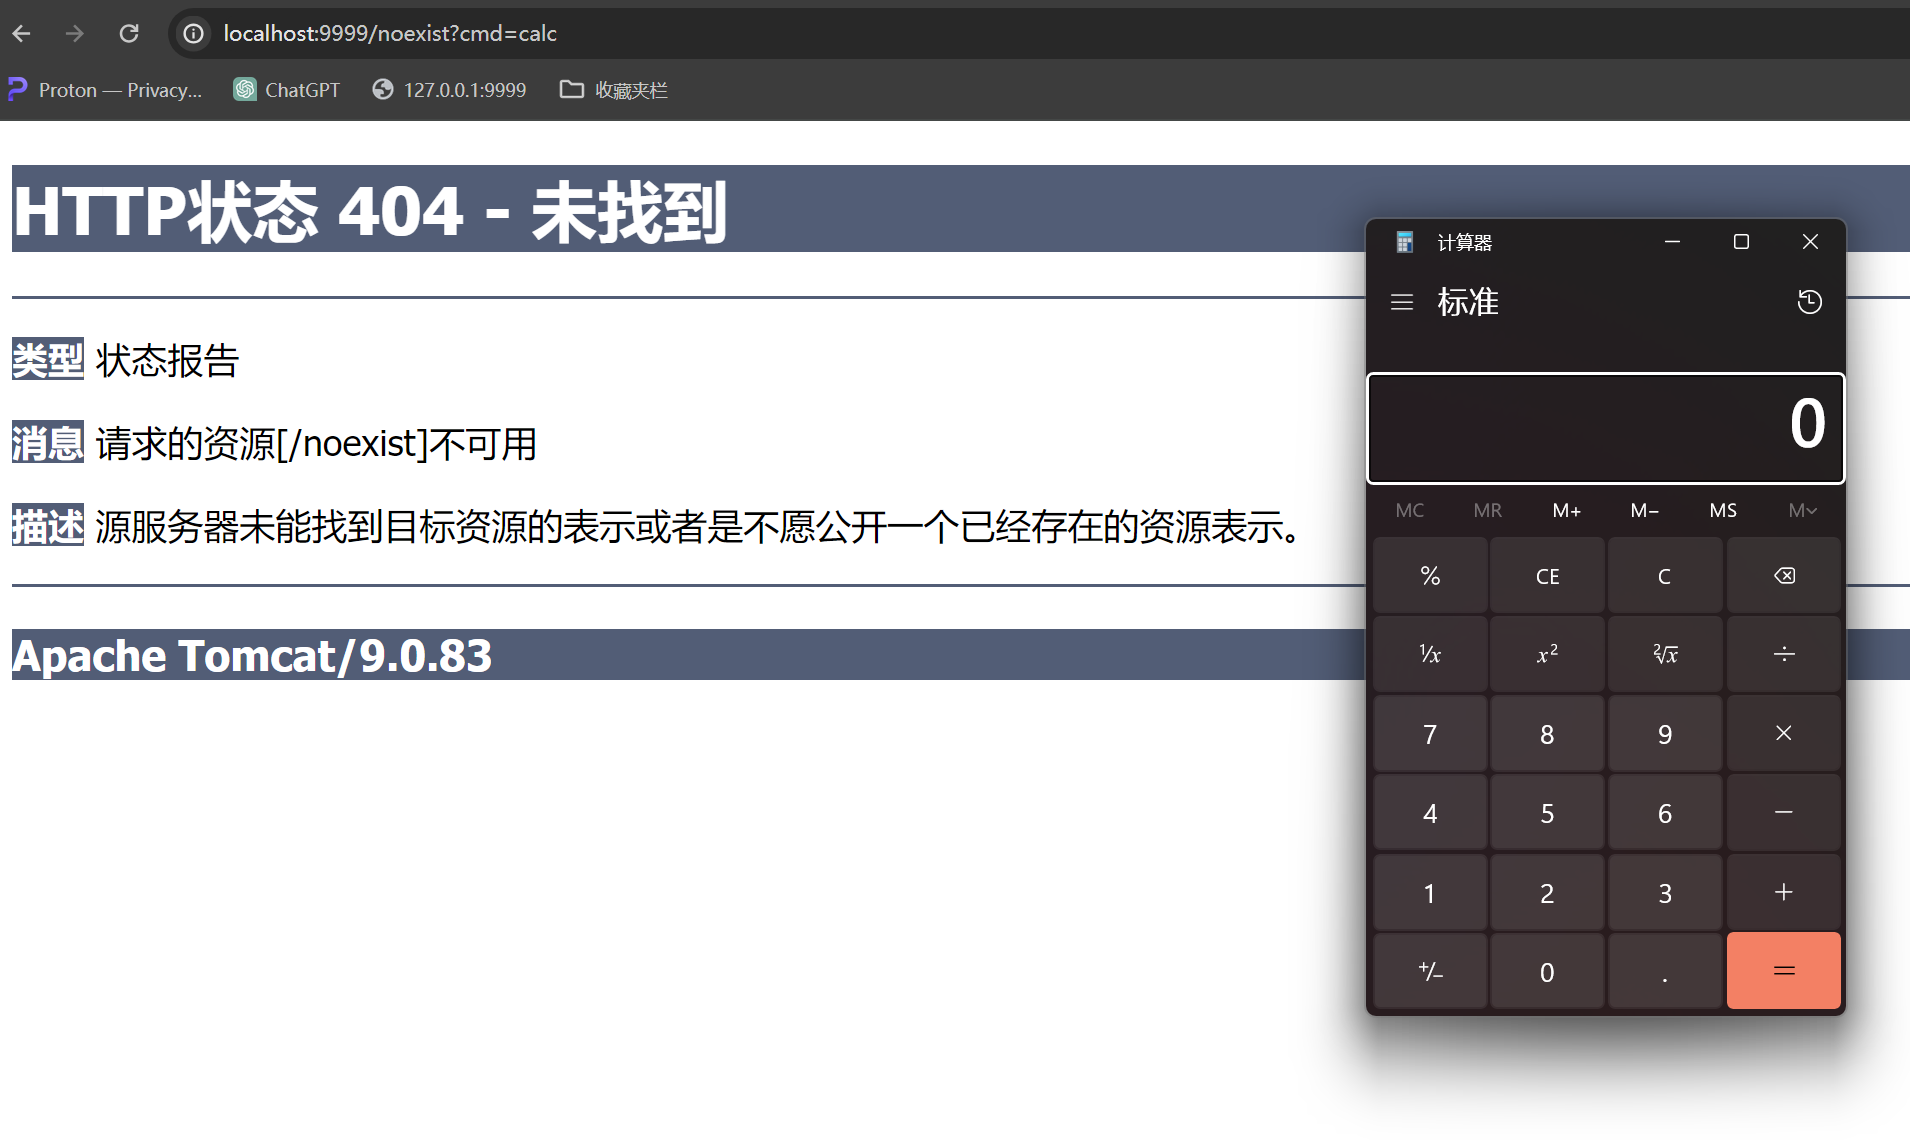 localhost:9999/noexist?cmd=calc
Proton — Privacy... ChatGPT 127.0.0.1:9999 收藏夹栏
HTTP状态 404 - 未找到
类型 状态报告
消息 请求的资源[/noexist]不可用
描述 源服务器未能找到目标资源的表示或者是不愿公开一个已经存在的资源表示。
Apache Tomcat/9.0.83
计算器
标准
0
MC MR M+ M− MS M˅
% CE C
¹/x x² ²√x ÷
7 8 9 ×
4 5 6 −
1 2 3 +
+/− 0 . =